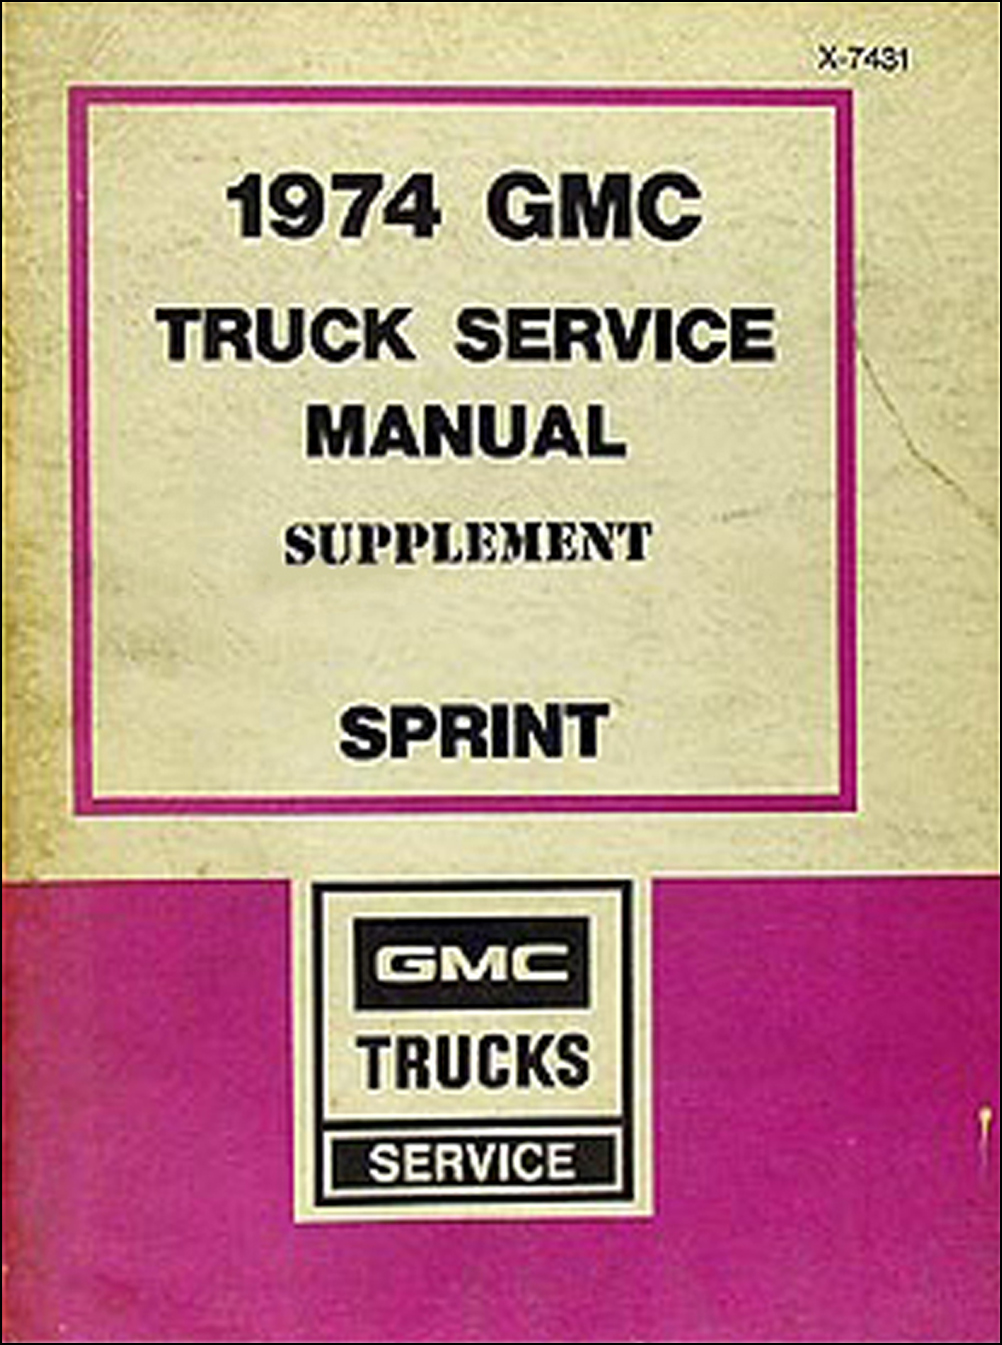 X-7431
1974 GMC
TRUCK SERVICE
MANUAL
SUPPLEMENT
SPRINT
GMC
TRUCKS
SERVICE